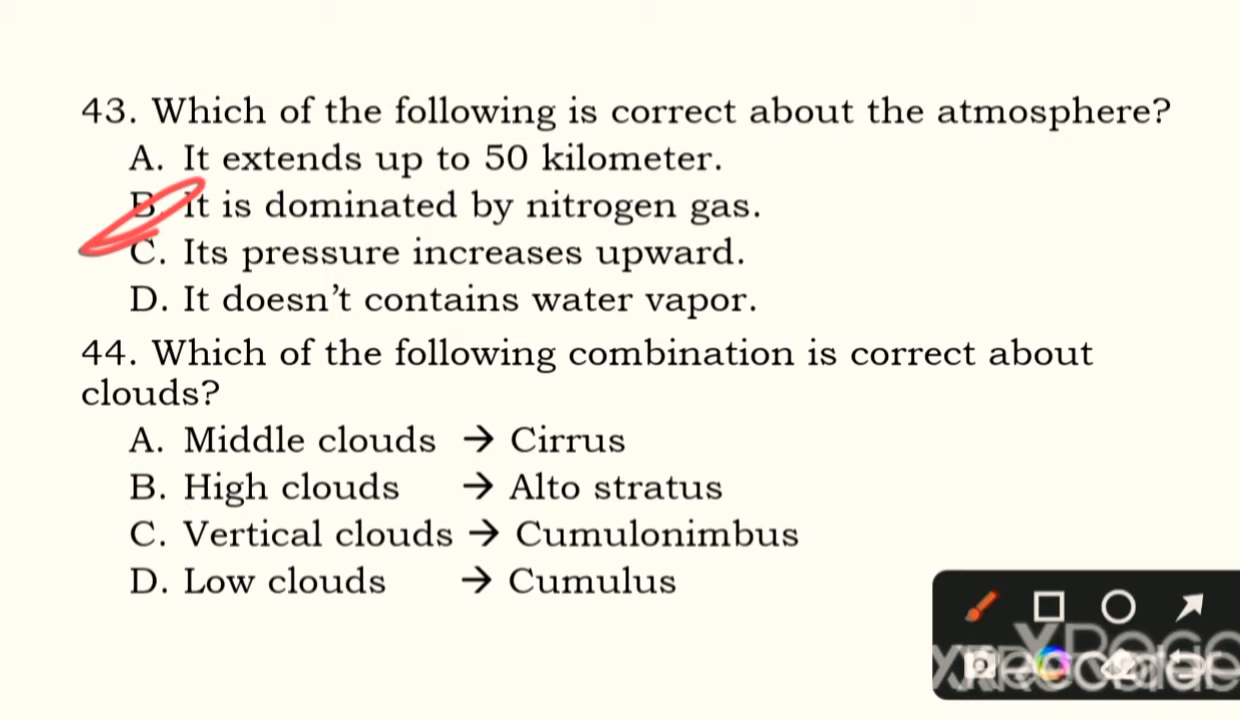 43. Which of the following is correct about the atmosphere?
A. It extends up to 50 kilometer.
B. It is dominated by nitrogen gas.
C. Its pressure increases upward.
D. It doesn't contains water vapor.
44. Which of the following combination is correct about
clouds?
A. Middle clouds → Cirrus
B. High clouds → Alto stratus
C. Vertical clouds → Cumulonimbus
D. Low clouds → Cumulus